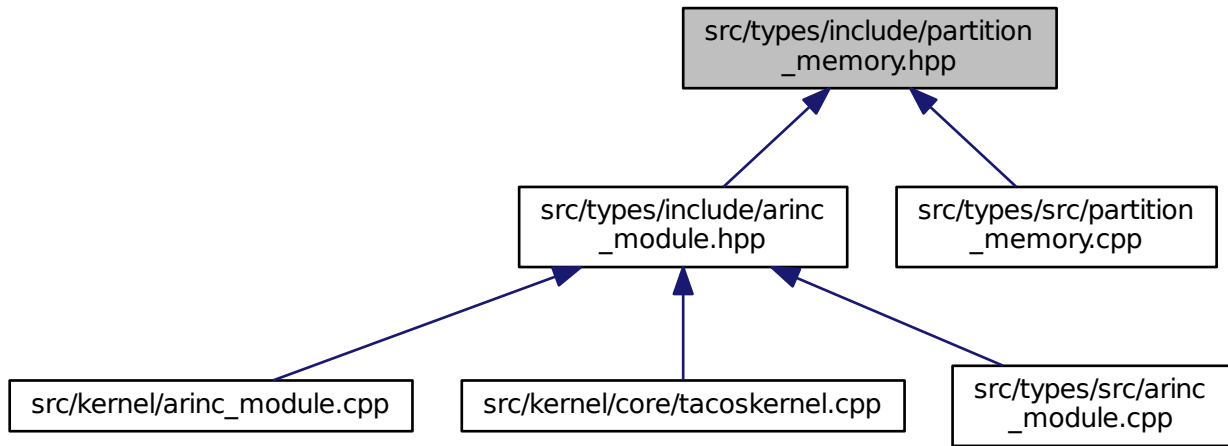 src/types/include/partition
_memory.hpp
src/types/include/arinc
_module.hpp
src/types/src/partition
_memory.cpp
src/kernel/arinc_module.cpp
src/kernel/core/tacoskernel.cpp
src/types/src/arinc
_module.cpp